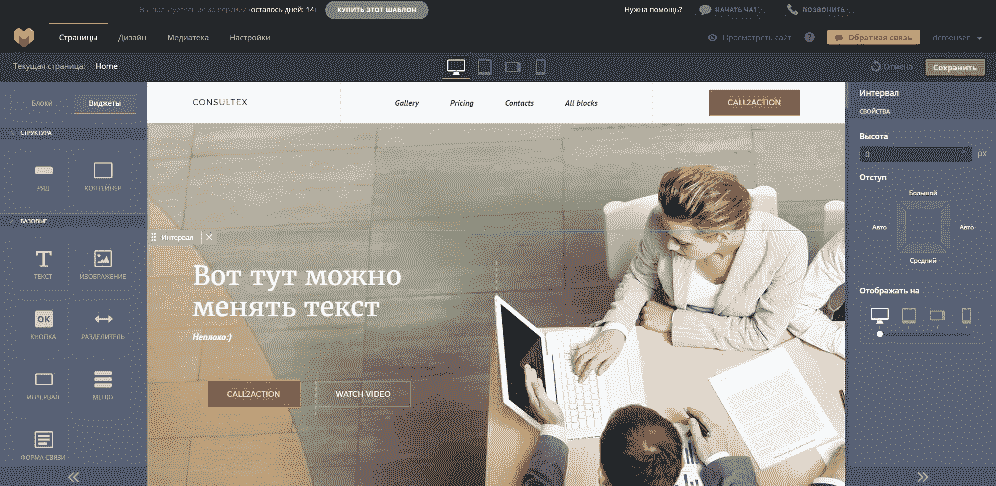 осталось дней: 14 КУПИТЬ ЭТОТ ШАБЛОН Нужна помощь? НАЧАТЬ ЧАТ ПОЗВОНИТЬ
Страницы Дизайн Медиатека Настройки Просмотреть сайт ? Обратная связь demouser
Текущая страница: Home Отмена Сохранить
Блоки Виджеты
СТРУКТУРА
РЯД КОНТЕЙНЕР
БАЗОВЫЕ
ТЕКСТ ИЗОБРАЖЕНИЕ
OK
КНОПКА РАЗДЕЛИТЕЛЬ
ИНТЕРВАЛ МЕНЮ
ФОРМА СВЯЗИ
CONSULTEX Gallery Pricing Contacts All blocks CALL2ACTION
Интервал
Вот тут можно
менять текст
Неплохо:)
CALL2ACTION WATCH VIDEO
Интервал
СВОЙСТВА
Высота
0 px
Отступ
Большой
Авто Авто
Средний
Отображать на